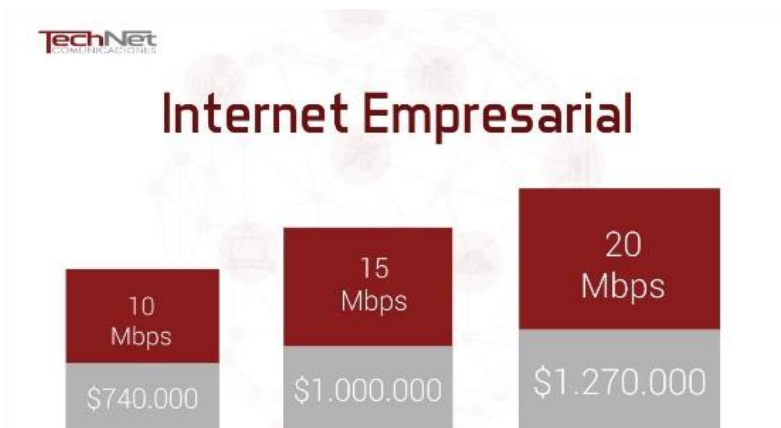 TechNet
COMUNICACIONES
Internet Empresarial
10
Mbps
$740.000
15
Mbps
$1.000.000
20
Mbps
$1.270.000